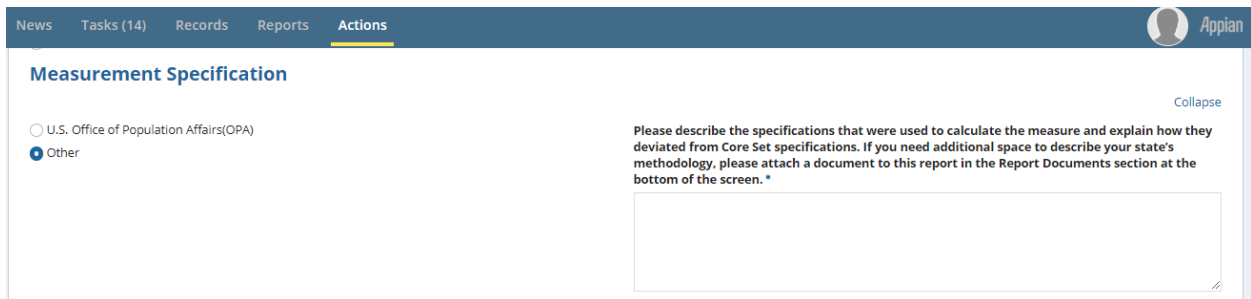 News Tasks (14) Records Reports Actions Appian
Measurement Specification
Collapse
U.S. Office of Population Affairs(OPA)
Other
Please describe the specifications that were used to calculate the measure and explain how they
deviated from Core Set specifications. If you need additional space to describe your state's
methodology, please attach a document to this report in the Report Documents section at the
bottom of the screen. *